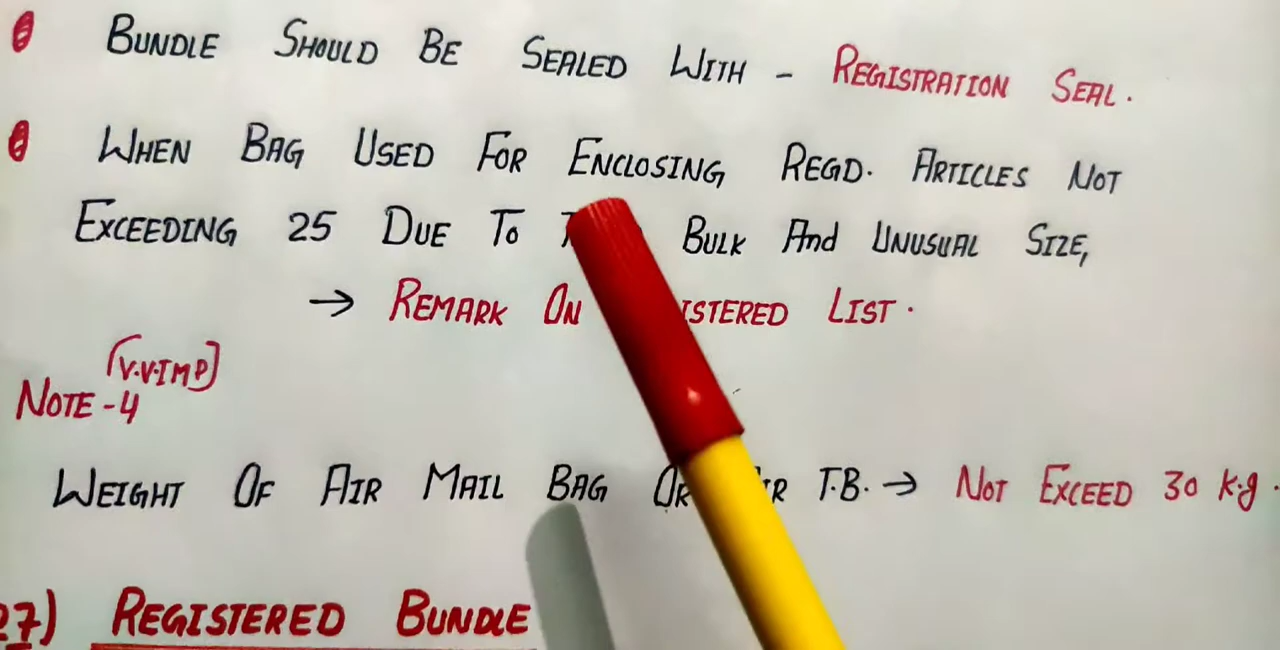 BUNDLE SHOULD BE SEALED WITH - REGISTRATION SEAL.
WHEN BAG USED FOR ENCLOSING REGD. ARTICLES NOT
EXCEEDING 25 DUE TO BULK And UNUSUAL SIZE,
→ REMARK ON ISTERED LIST.
(V.V.IMP)
NOTE-4
WEIGHT OF AIR MAIL BAG OR T.B. → NOT EXCEED 30 K.g.
27) REGISTERED BUNDLE